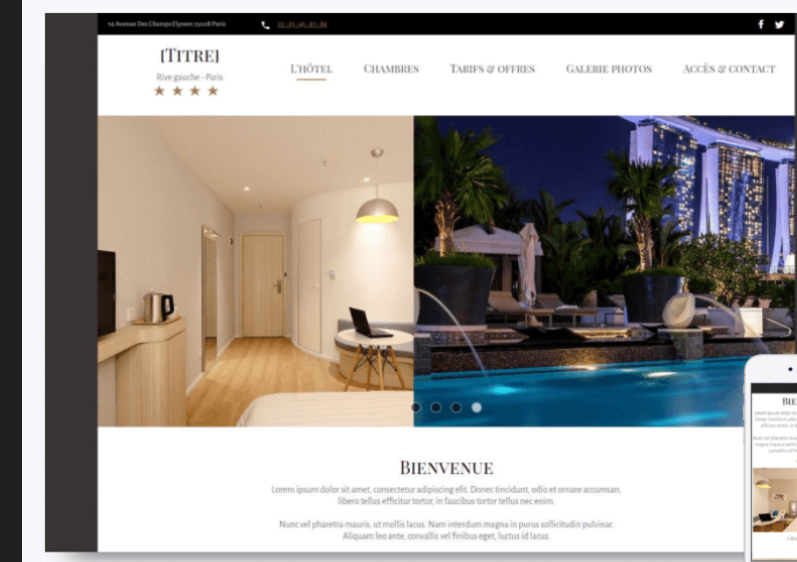 14 Avenue Des Champs Elysees 75008 Paris
[TITRE]
Rive gauche - Paris
L'HÔTEL
CHAMBRES
TARIFS & OFFRES
GALERIE PHOTOS
ACCÈS & CONTACT
BIENVENUE
Lorem ipsum dolor sit amet, consectetur adipiscing elit. Donec tincidunt, odio et ornare accumsan,
libero tellus efficitur tortor, in faucibus tortor tellus nec enim.
Nunc vel pharetra mauris, ut mollis lacus. Nam interdum magna in purus sollicitudin pulvinar.
Aliquam leo ante, convallis vel finibus eget, luctus id lacus.